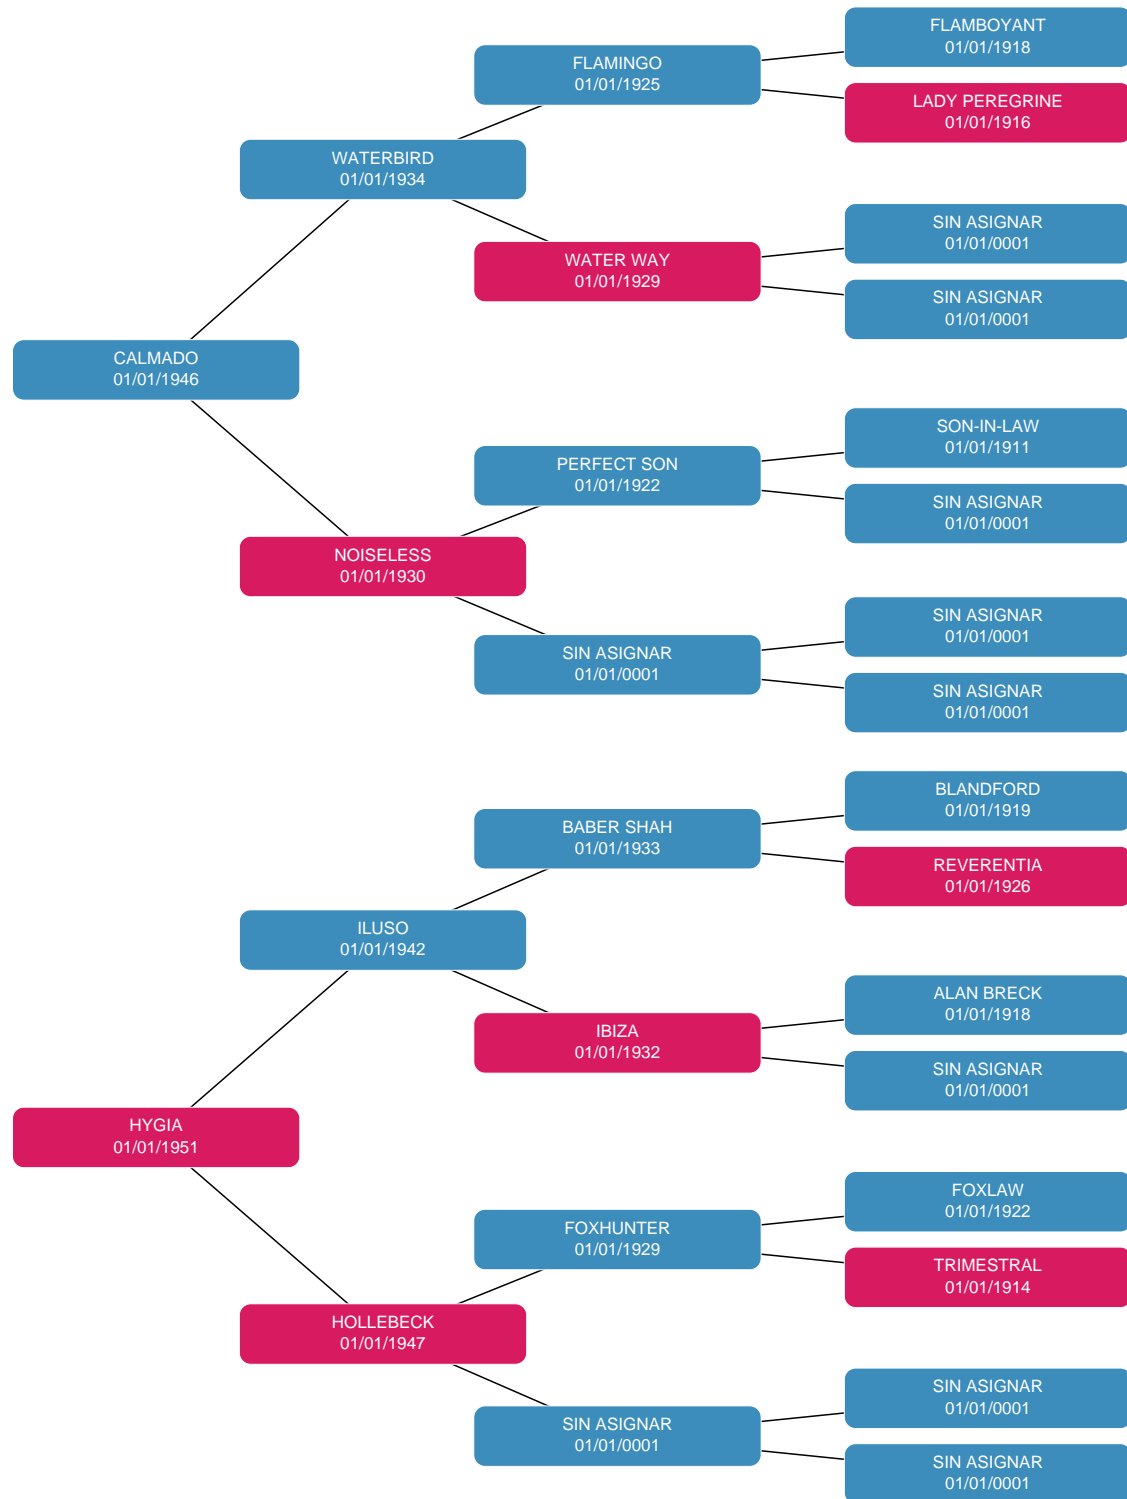 FLAMBOYANT
01/01/1918
FLAMINGO
01/01/1925
LADY PEREGRINE
01/01/1916
WATERBIRD
01/01/1934
SIN ASIGNAR
01/01/0001
WATER WAY
01/01/1929
SIN ASIGNAR
01/01/0001
CALMADO
01/01/1946
SON-IN-LAW
01/01/1911
PERFECT SON
01/01/1922
SIN ASIGNAR
01/01/0001
NOISELESS
01/01/1930
SIN ASIGNAR
01/01/0001
SIN ASIGNAR
01/01/0001
SIN ASIGNAR
01/01/0001
BLANDFORD
01/01/1919
BABER SHAH
01/01/1933
REVERENTIA
01/01/1926
ILUSO
01/01/1942
ALAN BRECK
01/01/1918
IBIZA
01/01/1932
SIN ASIGNAR
01/01/0001
HYGIA
01/01/1951
FOXLAW
01/01/1922
FOXHUNTER
01/01/1929
TRIMESTRAL
01/01/1914
HOLLEBECK
01/01/1947
SIN ASIGNAR
01/01/0001
SIN ASIGNAR
01/01/0001
SIN ASIGNAR
01/01/0001